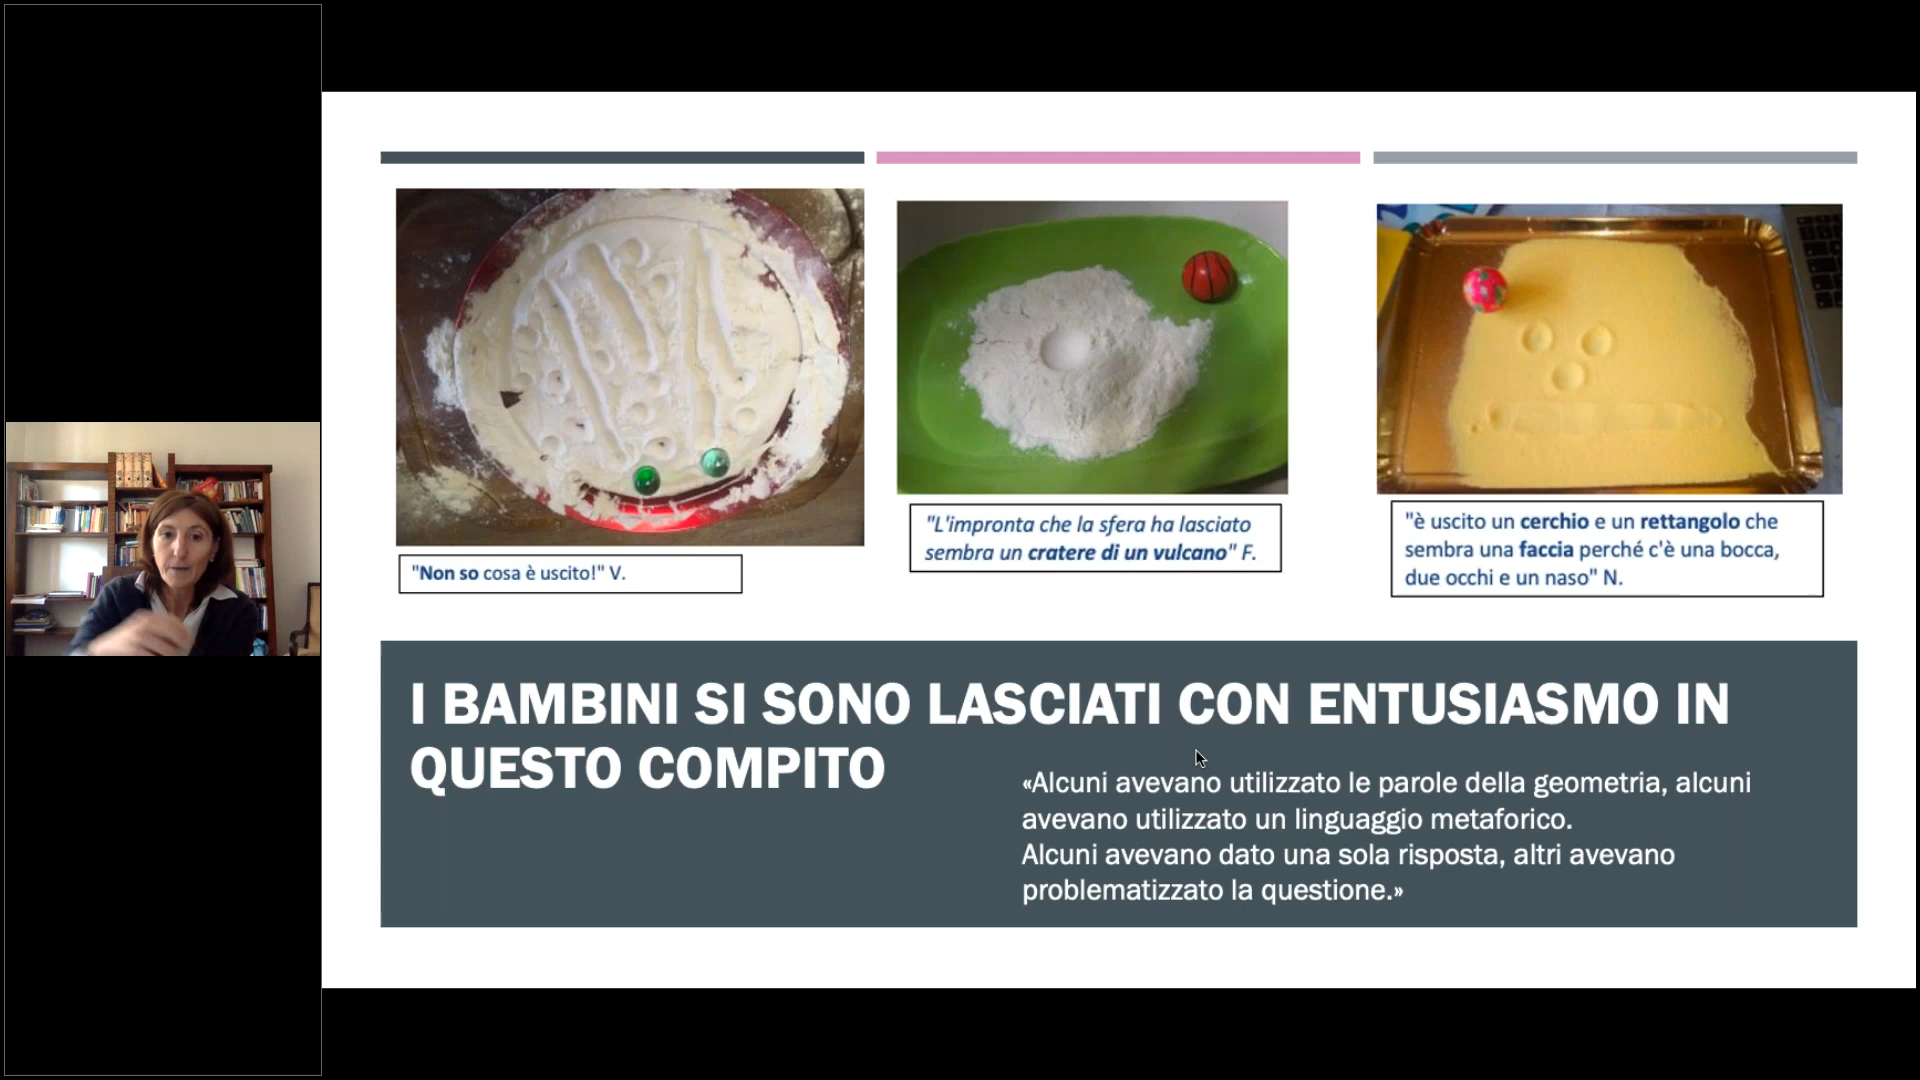 "Non so cosa è uscito!" V.
"L'impronta che la sfera ha lasciato
sembra un cratere di un vulcano" F.
"è uscito un cerchio e un rettangolo che
sembra una faccia perché c'è una bocca,
due occhi e un naso" N.
I BAMBINI SI SONO LASCIATI CON ENTUSIASMO IN
QUESTO COMPITO
«Alcuni avevano utilizzato le parole della geometria, alcuni
avevano utilizzato un linguaggio metaforico.
Alcuni avevano dato una sola risposta, altri avevano
problematizzato la questione.»